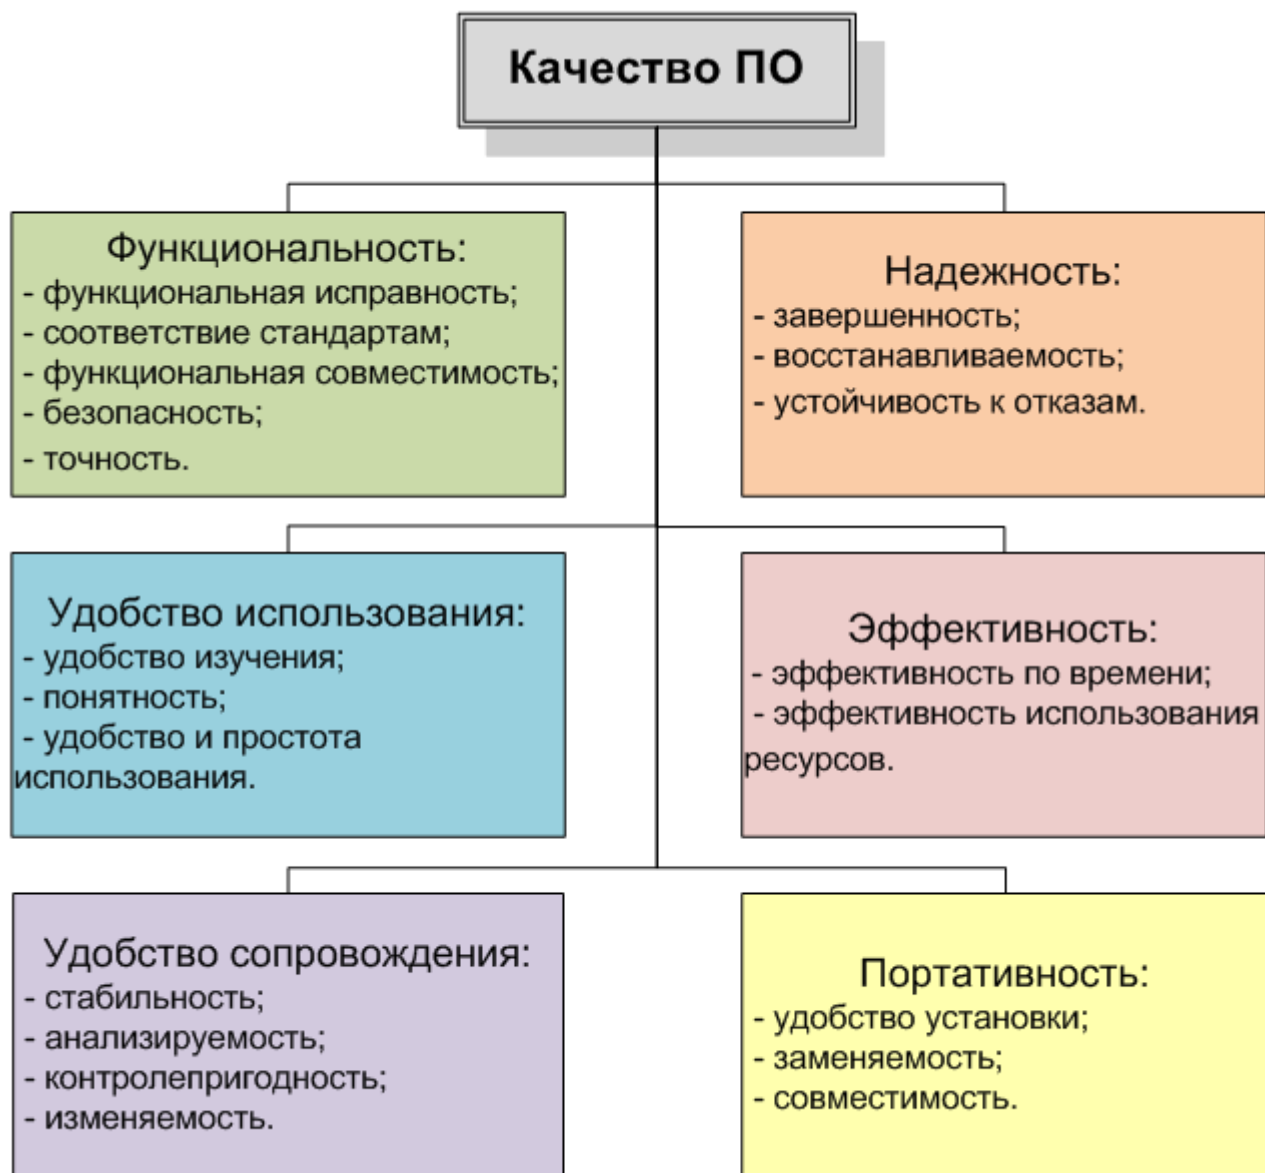 Качество ПО
Функциональность:
- функциональная исправность;
- соответствие стандартам;
- функциональная совместимость;
- безопасность;
- точность.
Надежность:
- завершенность;
- восстанавливаемость;
- устойчивость к отказам.
Удобство использования:
- удобство изучения;
- понятность;
- удобство и простота
использования.
Эффективность:
- эффективность по времени;
- эффективность использования
ресурсов.
Удобство сопровождения:
- стабильность;
- анализируемость;
- контролепригодность;
- изменяемость.
Портативность:
- удобство установки;
- заменяемость;
- совместимость.